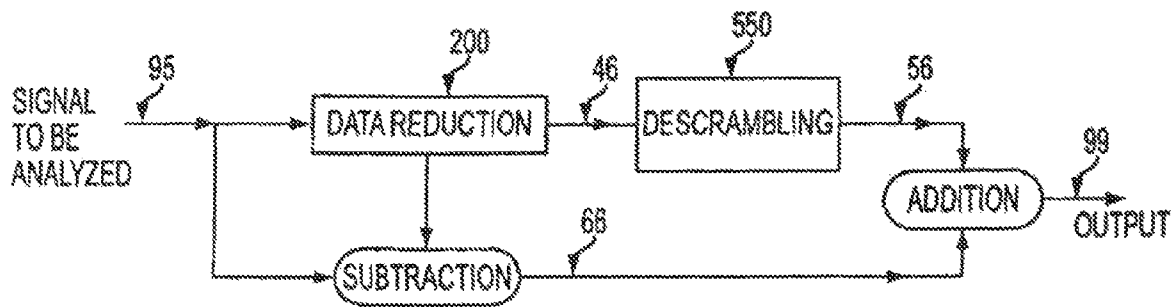 200
550
95
46
56
SIGNAL
TO BE
ANALYZED
DATA REDUCTION
DESCRAMBLING
99
ADDITION
OUTPUT
66
SUBTRACTION